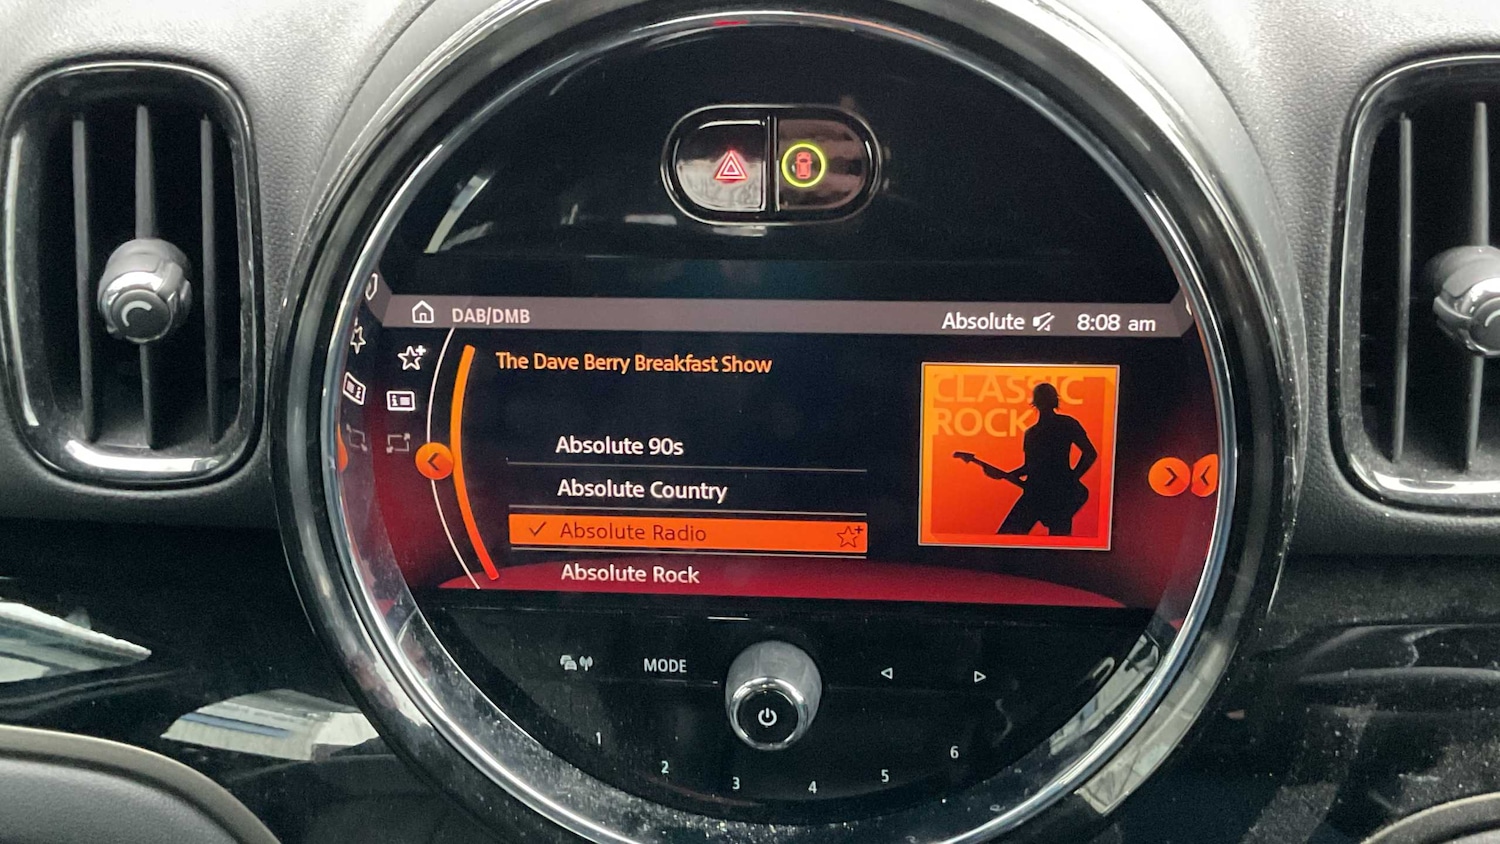 DAB/DMB
Absolute 8:08 am
The Dave Berry Breakfast Show
CLASSIC
ROCK
Absolute 90s
Absolute Country
Absolute Radio
Absolute Rock
MODE
1
2
3
4
5
6